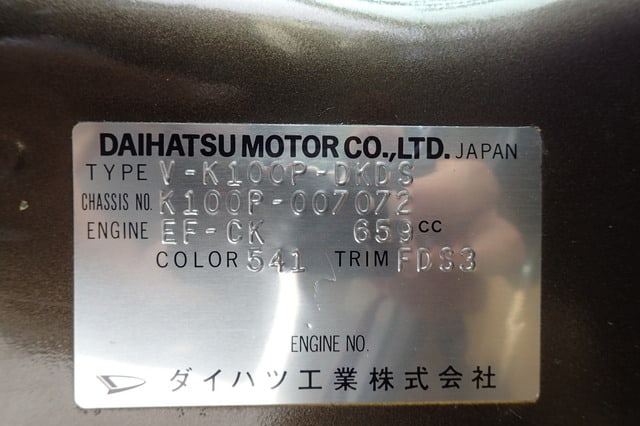 DAIHATSU MOTOR CO.,LTD. JAPAN
TYPE V-K100P-DKDS
CHASSIS NO. K100P-007072
ENGINE EF-CK 659 CC
COLOR 541 TRIM FDS3
ENGINE NO.
ダイハツ工業株式会社